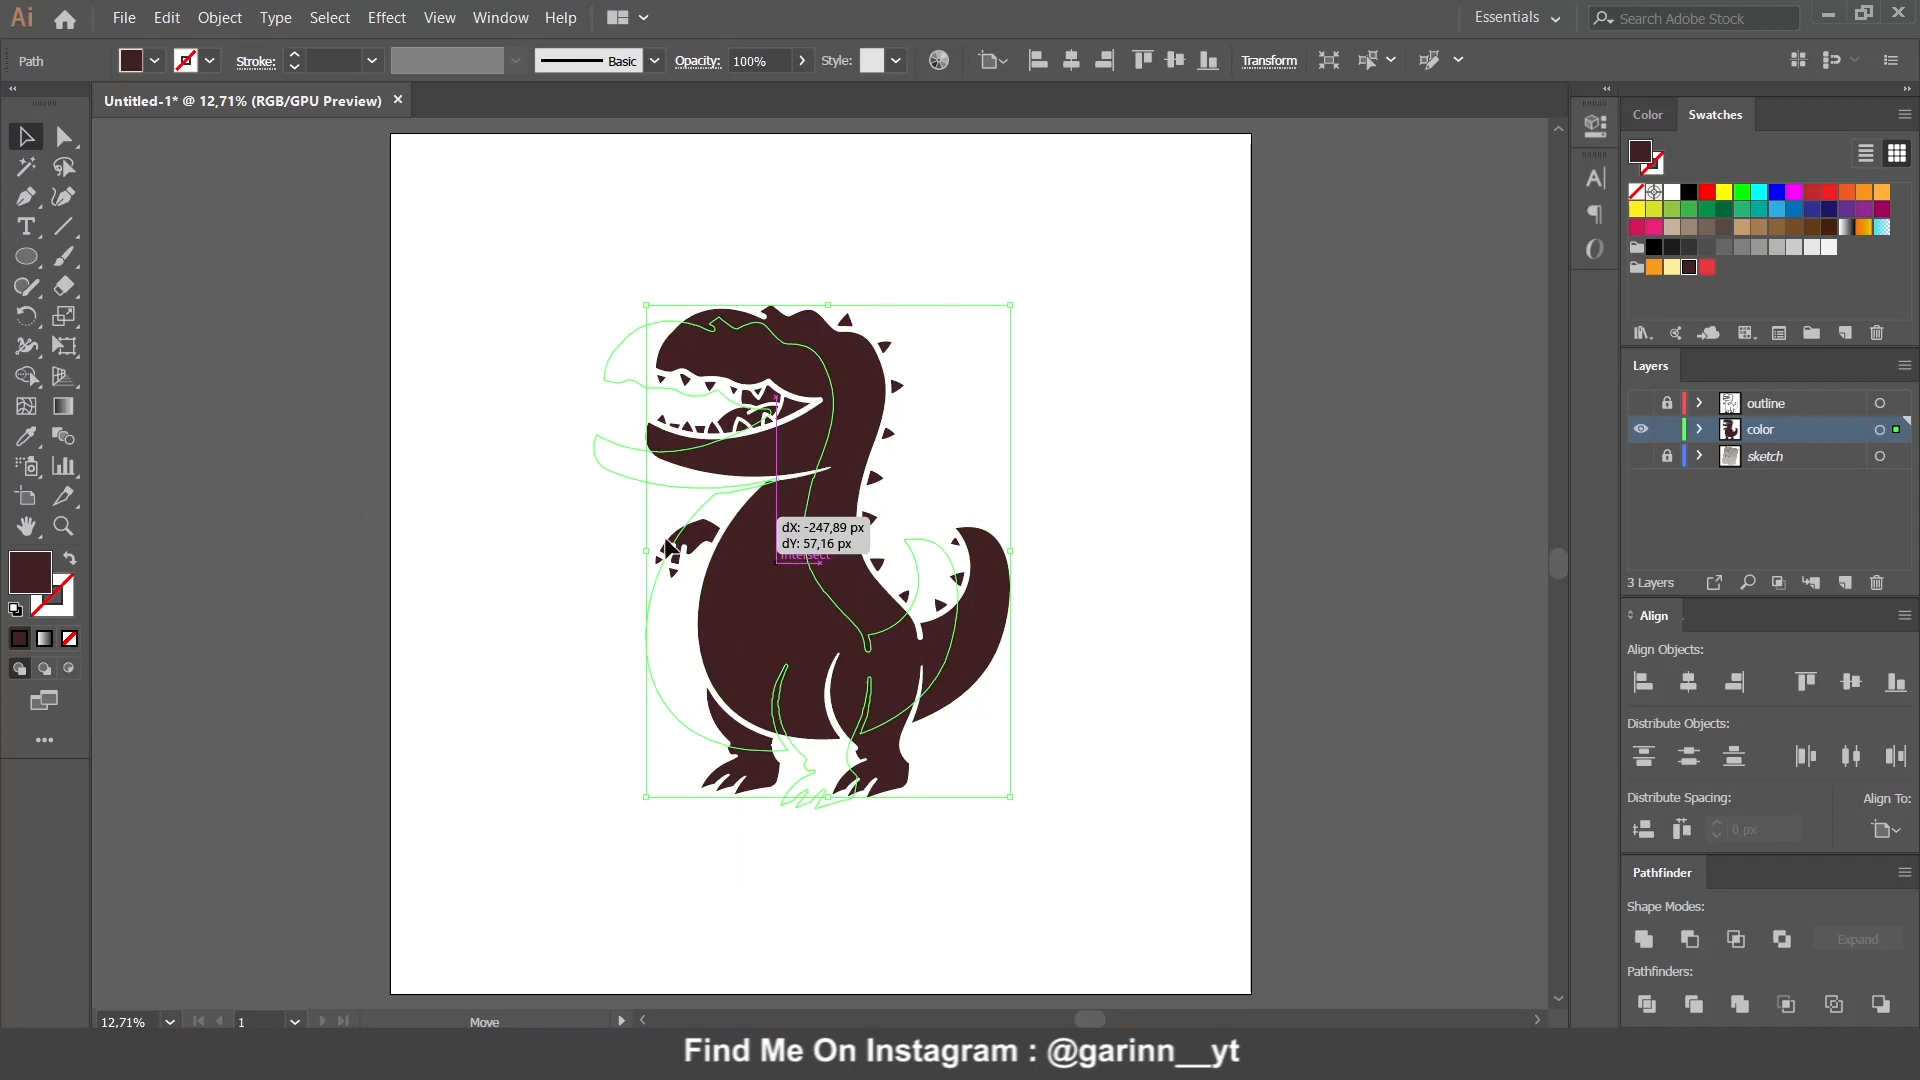 Ai File Edit Object Type Select Effect View Window Help Essentials Search Adobe Stock
Path Stroke: Basic Opacity: 100% Style: Transform
Untitled-1* @ 12,71% (RGB/GPU Preview)
Color Swatches
Layers
outline
color
sketch
dX: -247,89 px
dY: 57,16 px
intersect
3 Layers
Align
Align Objects:
Distribute Objects:
Distribute Spacing: Align To:
0 px
Pathfinder
Shape Modes:
Expand
Pathfinders:
12,71% 1 Move
Find Me On Instagram : @garinn__yt